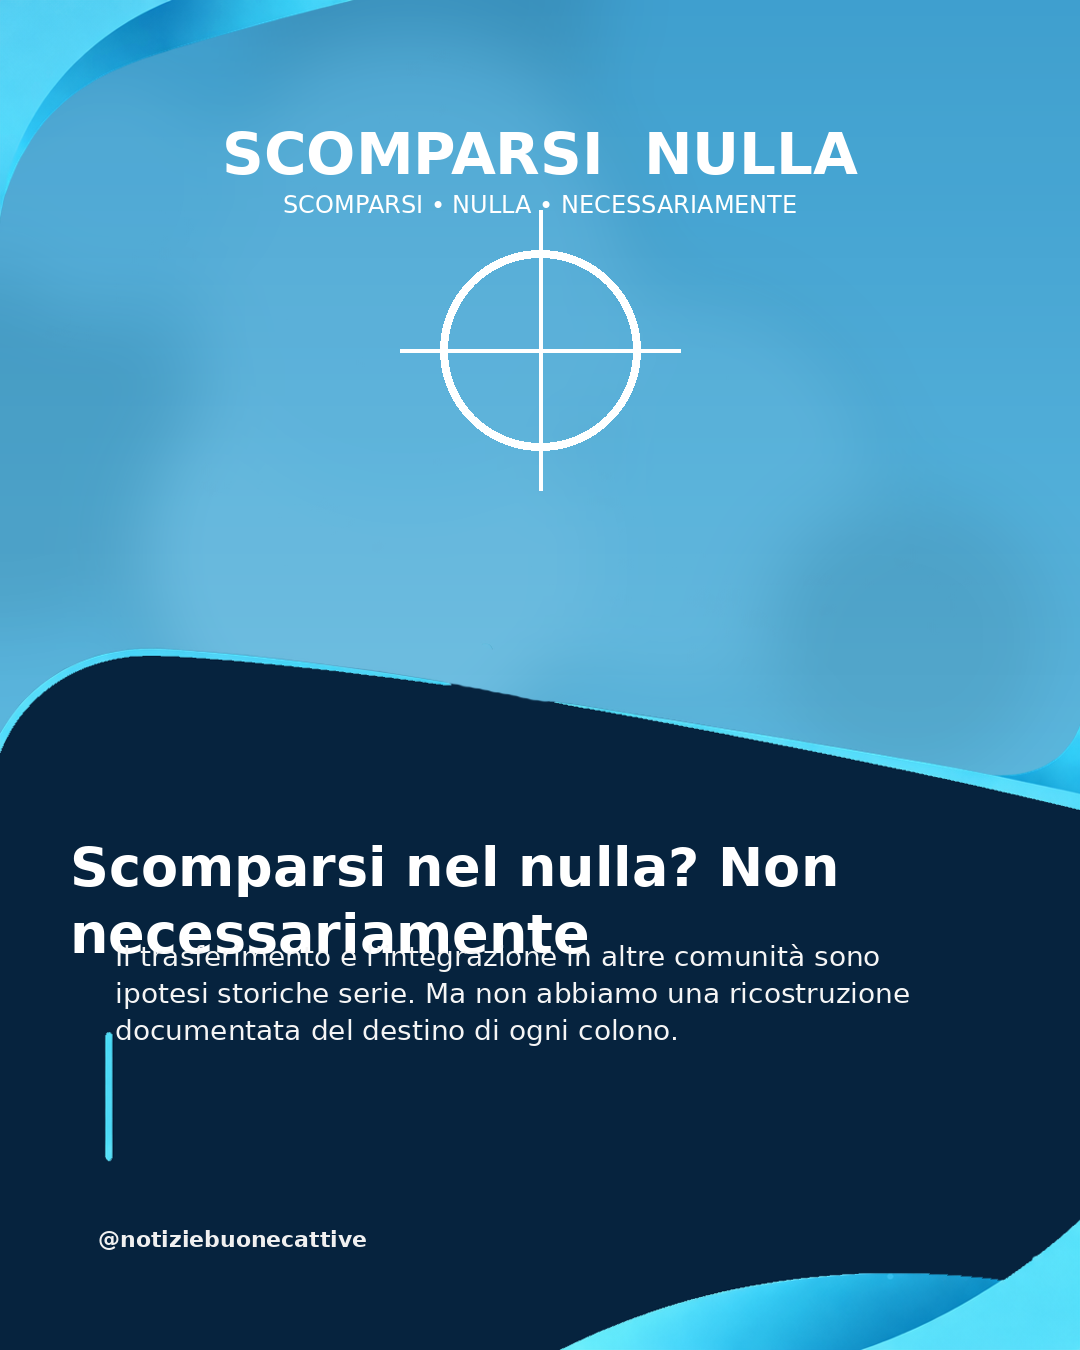 SCOMPARSI NULLA
SCOMPARSI • NULLA • NECESSARIAMENTE
Scomparsi nel nulla? Non
necessariamente
Il trasferimento e l'integrazione in altre comunità sono
ipotesi storiche serie. Ma non abbiamo una ricostruzione
documentata del destino di ogni colono.
@notiziebuonecattive